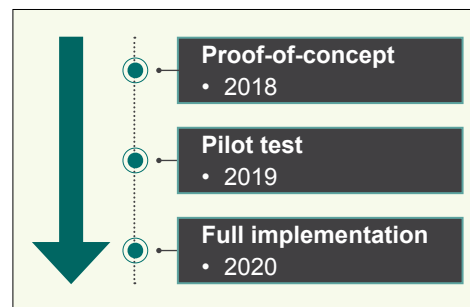 Proof-of-concept
• 2018
Pilot test
• 2019
Full implementation
• 2020